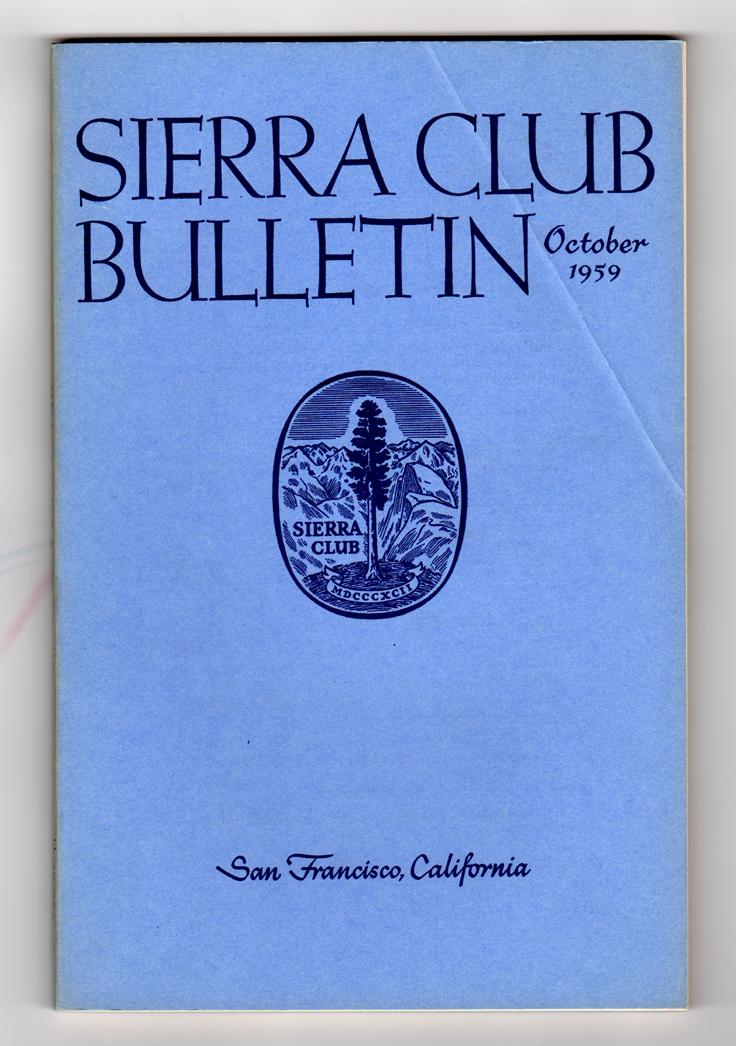 SIERRA CLUB
BULLETIN October
1959
SIERRA
CLUB
MDCCCXCII
San Francisco, California